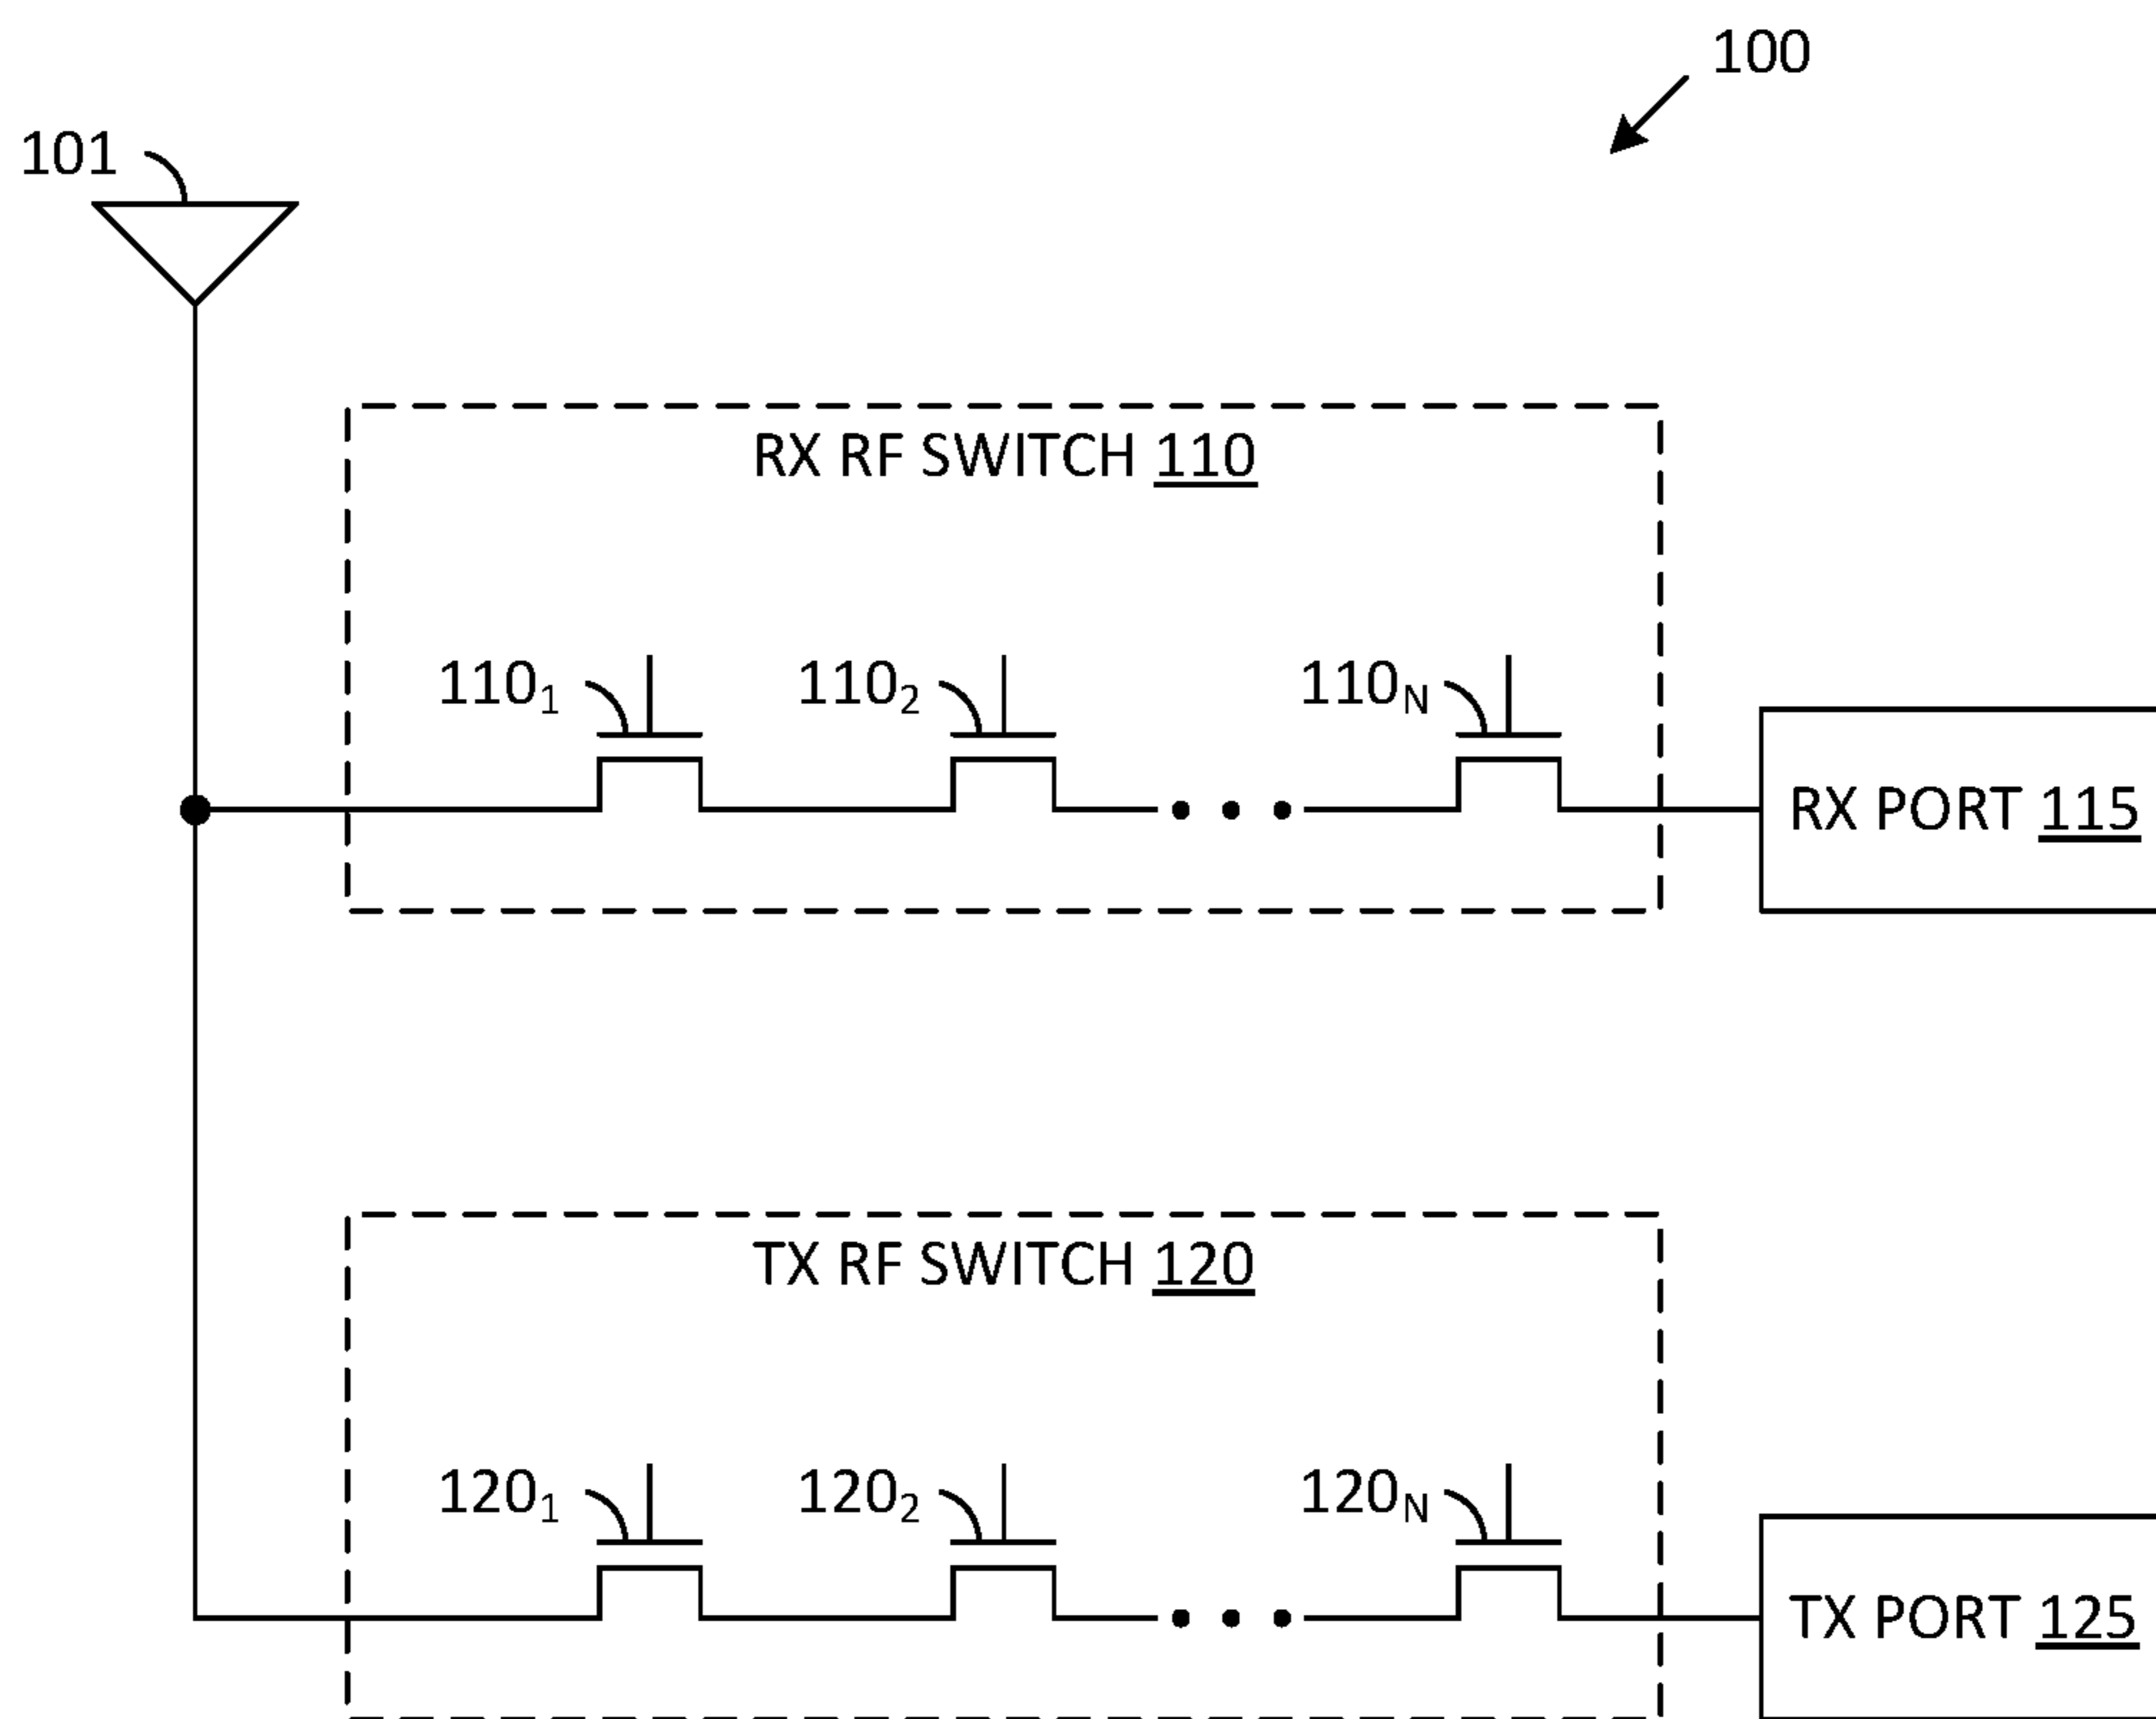 100
101
RX RF SWITCH 110
110₁ 110₂ 110N
RX PORT 115
TX RF SWITCH 120
120₁ 120₂ 120N
TX PORT 125